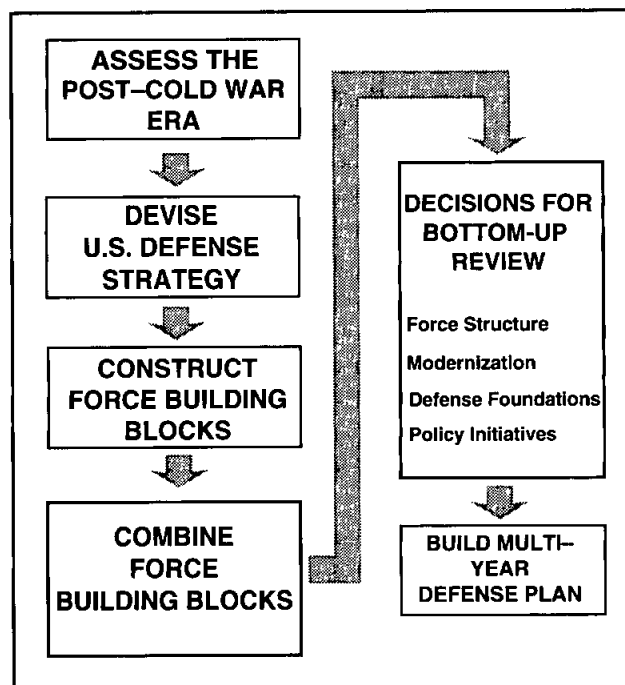 ASSESS THE
POST–COLD WAR
ERA
DEVISE
U.S. DEFENSE
STRATEGY
CONSTRUCT
FORCE BUILDING
BLOCKS
COMBINE
FORCE
BUILDING BLOCKS
DECISIONS FOR
BOTTOM-UP
REVIEW
Force Structure
Modernization
Defense Foundations
Policy Initiatives
BUILD MULTI–
YEAR
DEFENSE PLAN